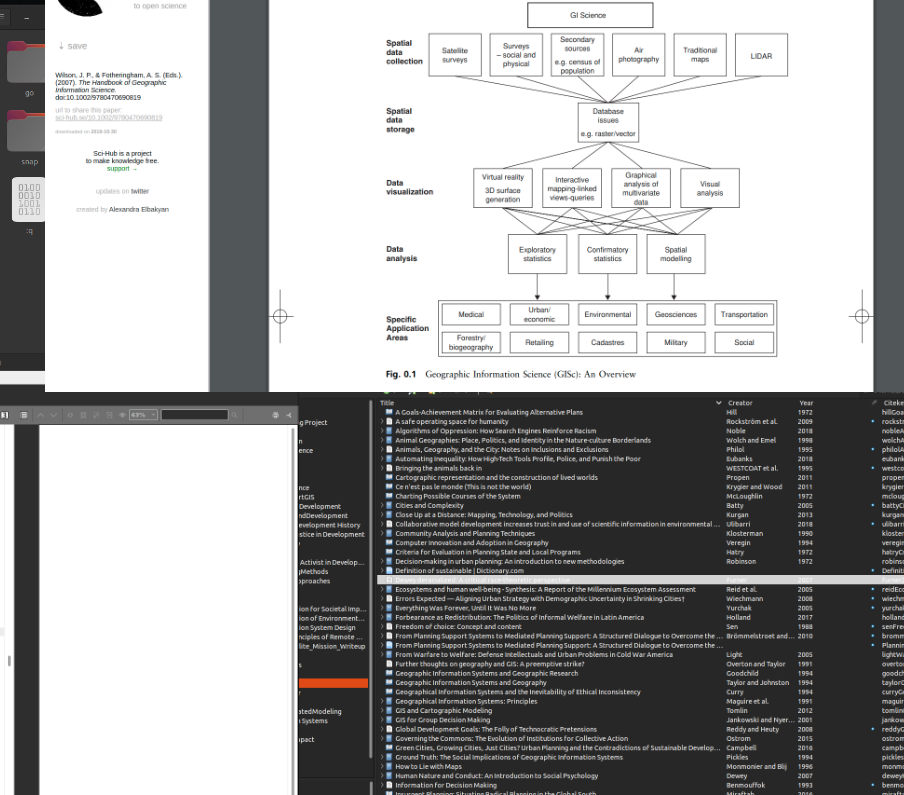 to open science
↓ save
Wilson, J. P., & Fotheringham, A. S. (Eds.).
(2007). The Handbook of Geographic
Information Science.
doi:10.1002/9780470690819
url to share this paper:
sci-hub.se/10.1002/9780470690819
downloaded on 2019-10-30
Sci-Hub is a project
to make knowledge free.
support →
updates on twitter
created by Alexandra Elbakyan
go
snap
0100
0010
1001
0110
:q
GI Science
Spatial
data
collection
Satellite
surveys
Surveys
– social and
physical
Secondary
sources
e.g. census of
population
Air
photography
Traditional
maps
LIDAR
Spatial
data
storage
Database
issues
e.g. raster/vector
Data
visualization
Virtual reality
3D surface
generation
Interactive
mapping-linked
views-queries
Graphical
analysis of
multivariate
data
Visual
analysis
Data
analysis
Exploratory
statistics
Confirmatory
statistics
Spatial
modelling
Specific
Application
Areas
Medical
Urban/
economic
Environmental
Geosciences
Transportation
Forestry/
biogeography
Retailing
Cadastres
Military
Social
Fig. 0.1 Geographic Information Science (GISc): An Overview
43%
g Project
n
ence
nce
rtGIS
Development
ndDevelopment
evelopment History
stice in Development
Activist in Develop...
gMethods
proaches
ion for Societal Imp...
ion of Environment...
ion System Design
nciples of Remote ...
lite_Mission_Writeup
s
r
atedModeling
n Systems
npact
Title Creator Year Citeke
A Goals-Achievement Matrix for Evaluating Alternative Plans Hill 1972 hillGoa
A safe operating space for humanity Rockström et al. 2009 rockstr
Algorithms of Oppression: How Search Engines Reinforce Racism Noble 2018 nobleA
Animal Geographies: Place, Politics, and Identity in the Nature-culture Borderlands Wolch and Emel 1998 wolchA
Animals, Geography, and the City: Notes on Inclusions and Exclusions Philol 1995 philolA
Automating Inequality: How High-Tech Tools Profile, Police, and Punish the Poor Eubanks 2018 eubank
Bringing the animals back in WESTCOAT et al. 1995 westco
Cartographic representation and the construction of lived worlds Propen 2011 proper
Ce n'est pas le monde (This is not the world) Krygier and Wood 2011 krygier
Charting Possible Courses of the System McLoughlin 1972 mcloug
Cities and Complexity Batty 2005 battyCi
Close Up at a Distance: Mapping, Technology, and Politics Kurgan 2013 kurgan
Collaborative model development increases trust in and use of scientific information in environmental ... Ulibarri 2018 ulibarri
Community Analysis and Planning Techniques Klosterman 1990 kloster
Computer Innovation and Adoption in Geography Veregin 1994 veregin
Criteria for Evaluation in Planning State and Local Programs Hatry 1972 hatryC
Decision-making in urban planning: An introduction to new methodologies Robinson 1972 robins
Definition of sustainable | Dictionary.com Definit
Ecosystems and human well-being - Synthesis: A Report of the Millennium Ecosystem Assessment Reid et al. 2005 reidEco
Errors Expected — Aligning Urban Strategy with Demographic Uncertainty in Shrinking Cities† Wiechmann 2008 wiechm
Everything Was Forever, Until It Was No More Yurchak 2005 yurchak
Forbearance as Redistribution: The Politics of Informal Welfare in Latin America Holland 2017 holland
Freedom of choice: Concept and content Sen 1988 senFre
From Planning Support Systems to Mediated Planning Support: A Structured Dialogue to Overcome the ... Brömmelstroet and... 2010
From Planning Support Systems to Mediated Planning Support: A Structured Dialogue to Overcome the ... Plannin
From Warfare to Welfare: Defense Intellectuals and Urban Problems in Cold War America Light 2005 lightW
Further thoughts on geography and GIS: A preemptive strike? Overton and Taylor 1991 overto
Geographic Information Systems and Geographic Research Goodchild 1994 goodch
Geographic Information Systems and Geography Taylor and Johnston 1994 taylorG
Geographical Information Systems and the Inevitability of Ethical Inconsistency Curry 1994 curryG
Geographical Information Systems: Principles Maguire et al. 1991 maguir
GIS and Cartographic Modeling Tomlin 2012 tomlin
GIS for Group Decision Making Jankowski and Nyer... 2001 jankow
Global Development Goals: The Folly of Technocratic Pretensions Reddy and Heuty 2008 reddyG
Governing the Commons: The Evolution of Institutions for Collective Action Ostrom 2015 ostrom
Green Cities, Growing Cities, Just Cities? Urban Planning and the Contradictions of Sustainable Develop... Campbell 2016 campbe
Ground Truth: The Social Implications of Geographic Information Systems Pickles 1994 pickles
How to Lie with Maps Monmonier and Blij 1996 monmo
Human Nature and Conduct: An Introduction to Social Psychology Dewey 2007 deweyH
Information for Decision Making Benmouffok 1993 benmo
Insurgent Planning: Situating Radical Planning in the Global South Miraftab